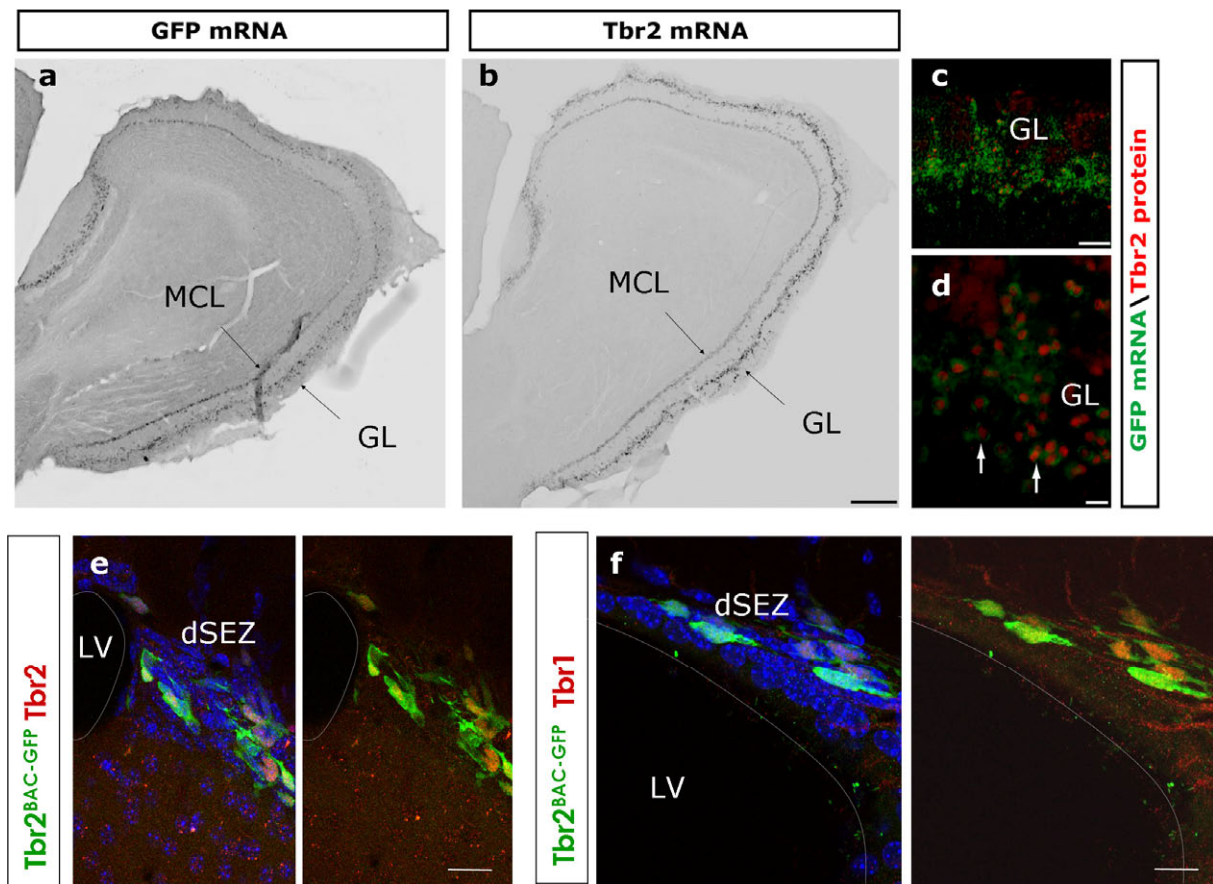 GFP mRNA
Tbr2 mRNA
a
MCL
GL
b
MCL
GL
c
GL
d
GL
GFP mRNA\Tbr2 protein
Tbr2BAC-GFP Tbr2
e
LV
dSEZ
Tbr2BAC-GFP Tbr1
f
dSEZ
LV